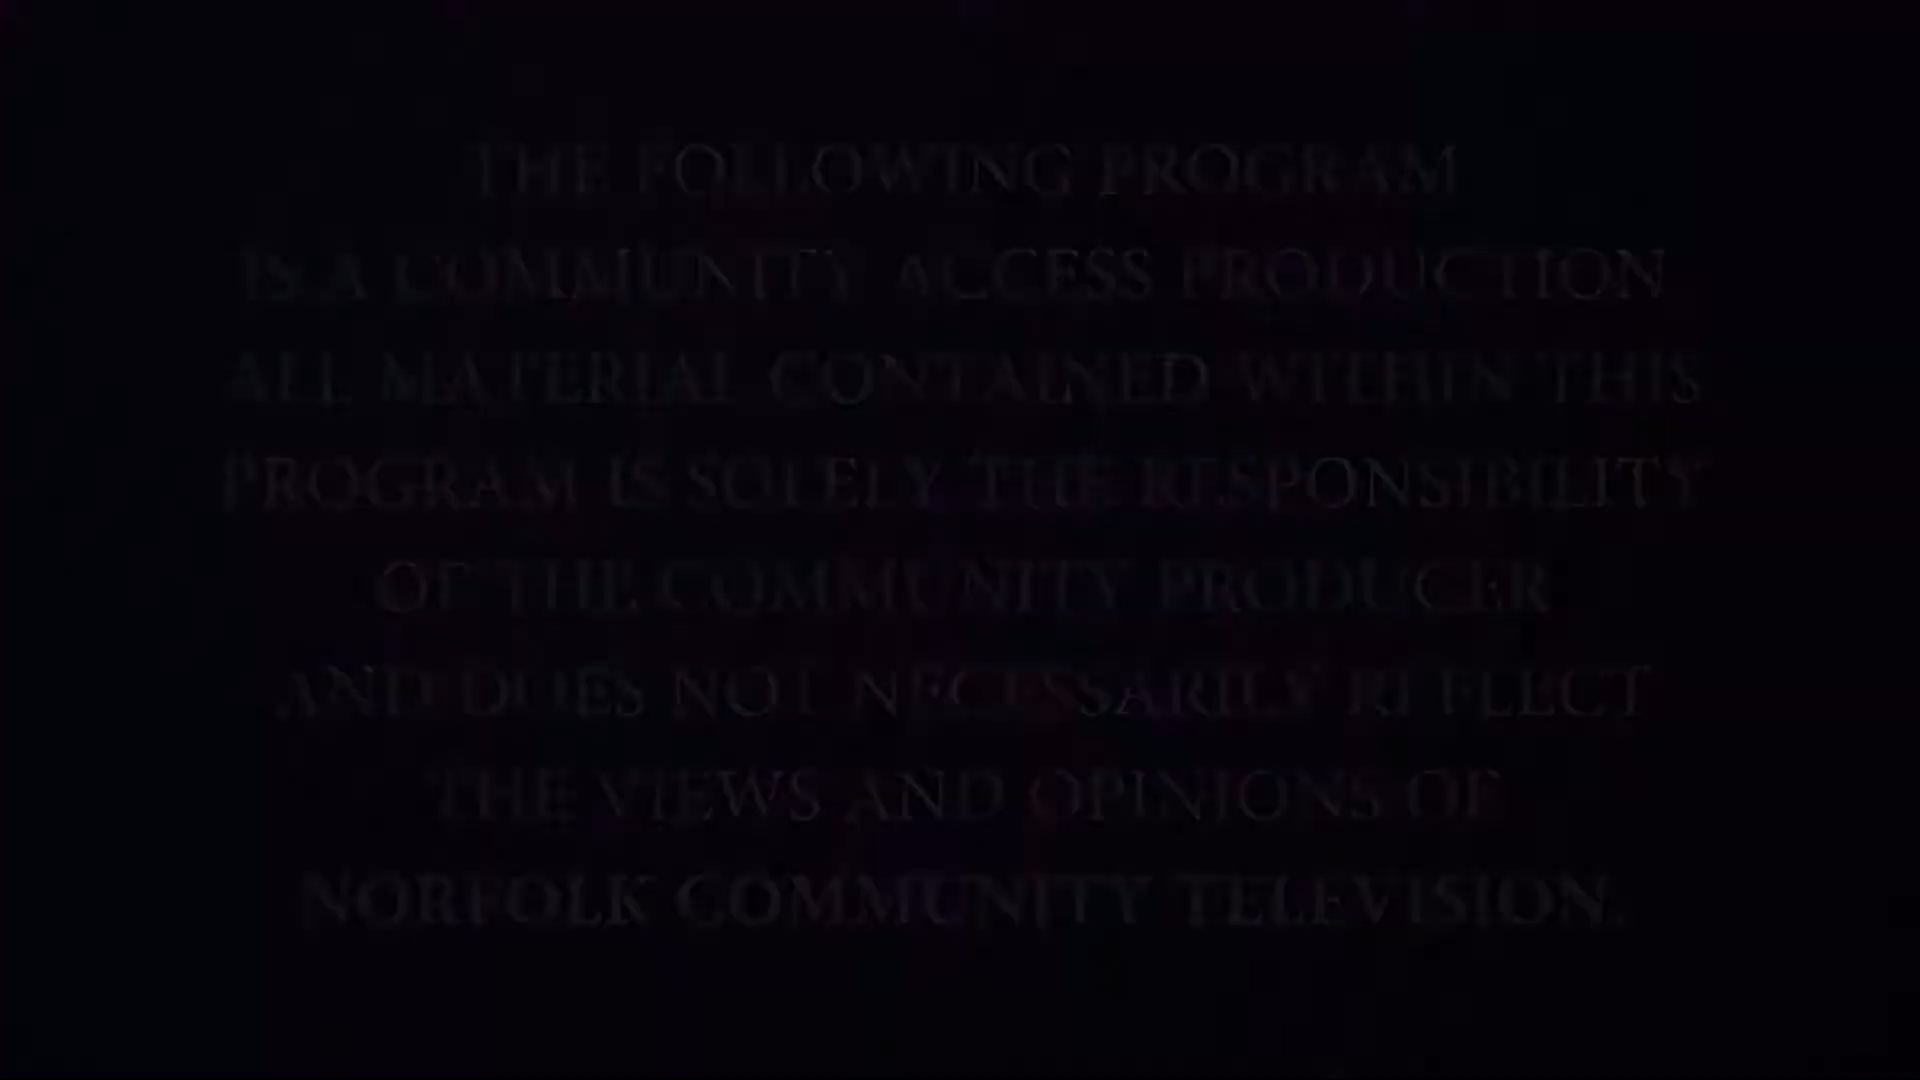 THE FOLLOWING PROGRAM
IS A COMMUNITY ACCESS PRODUCTION
ALL MATERIAL CONTAINED WITHIN THIS
PROGRAM IS SOLELY THE RESPONSIBILITY
OF THE COMMUNITY PRODUCER
AND DOES NOT NECESSARILY REFLECT
THE VIEWS AND OPINIONS OF
NORFOLK COMMUNITY TELEVISION.